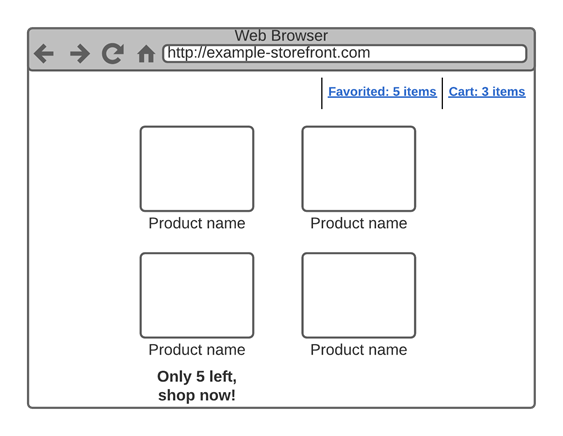 Web Browser
http://example-storefront.com
Favorited: 5 items
Cart: 3 items
Product name
Product name
Product name
Product name
Only 5 left,
shop now!